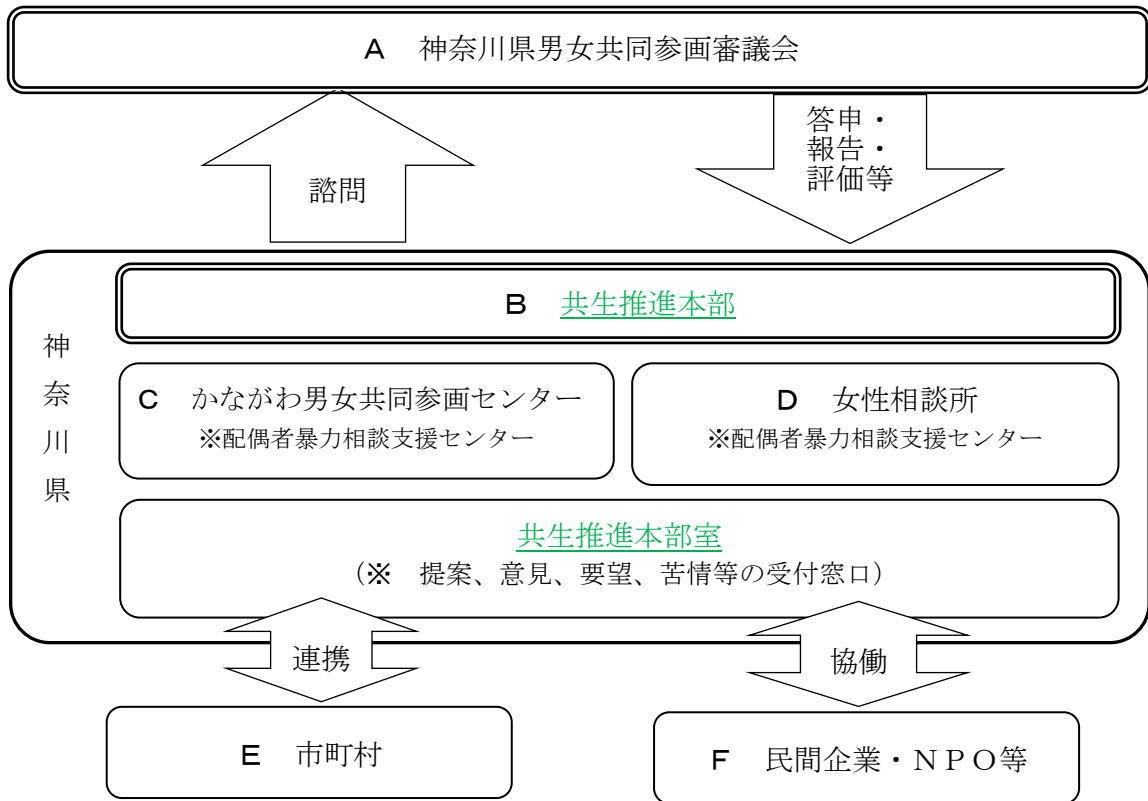 A 神奈川県男女共同参画審議会
諮問
答申・
報告・
評価等
神奈川県
B 共生推進本部
C かながわ男女共同参画センター
※配偶者暴力相談支援センター
D 女性相談所
※配偶者暴力相談支援センター
共生推進本部室
(※ 提案、意見、要望、苦情等の受付窓口)
連携
協働
E 市町村
F 民間企業・NPO等